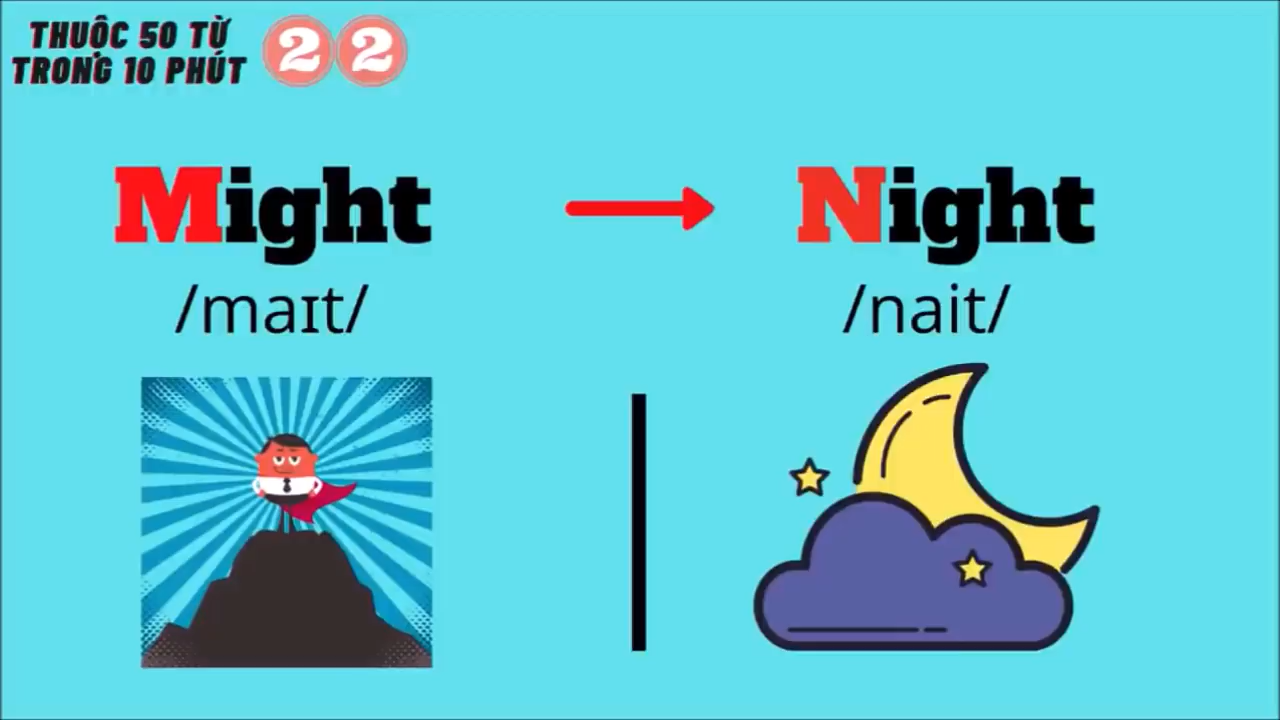 THUỘC 50 TỪ
TRONG 10 PHÚT
22
Might → Night
/maɪt/ /nait/